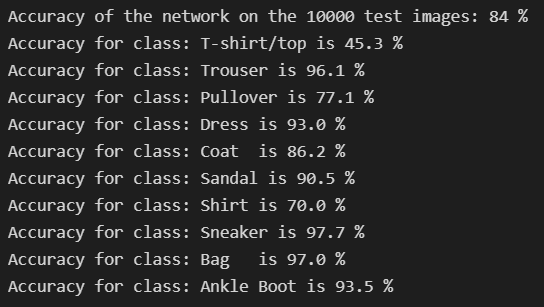 Accuracy of the network on the 10000 test images: 84 %
Accuracy for class: T-shirt/top is 45.3 %
Accuracy for class: Trouser is 96.1 %
Accuracy for class: Pullover is 77.1 %
Accuracy for class: Dress is 93.0 %
Accuracy for class: Coat  is 86.2 %
Accuracy for class: Sandal is 90.5 %
Accuracy for class: Shirt is 70.0 %
Accuracy for class: Sneaker is 97.7 %
Accuracy for class: Bag   is 97.0 %
Accuracy for class: Ankle Boot is 93.5 %